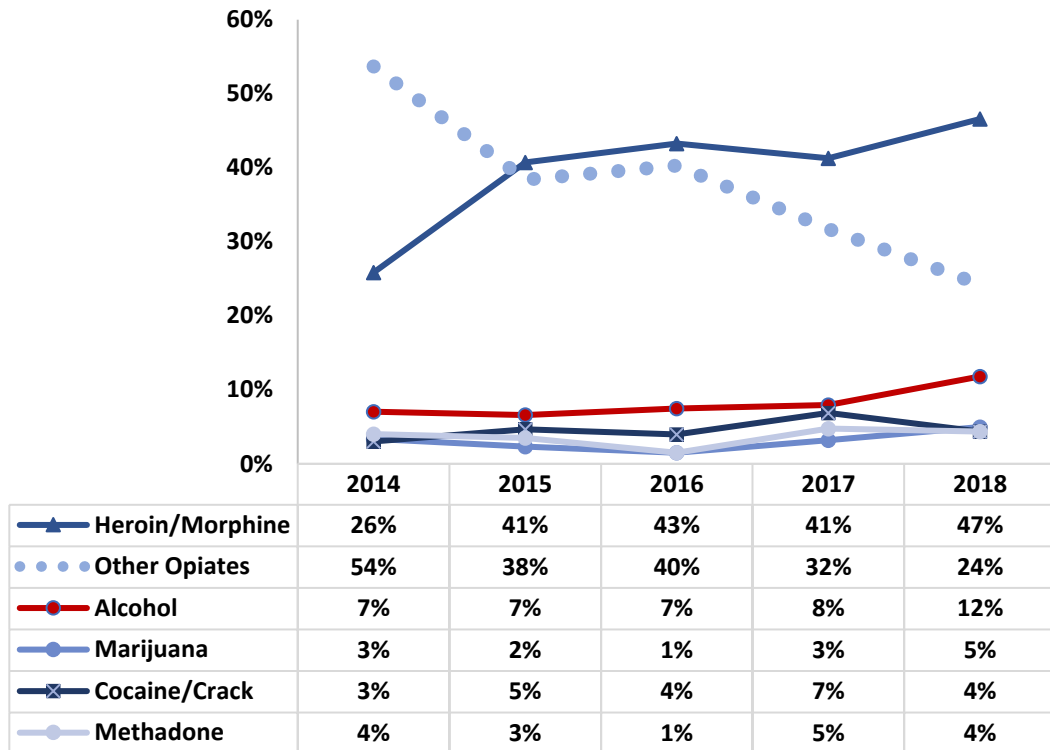 60%
50%
40%
30%
20%
10%
0%
2014 2015 2016 2017 2018
Heroin/Morphine 26% 41% 43% 41% 47%
Other Opiates 54% 38% 40% 32% 24%
Alcohol 7% 7% 7% 8% 12%
Marijuana 3% 2% 1% 3% 5%
Cocaine/Crack 3% 5% 4% 7% 4%
Methadone 4% 3% 1% 5% 4%